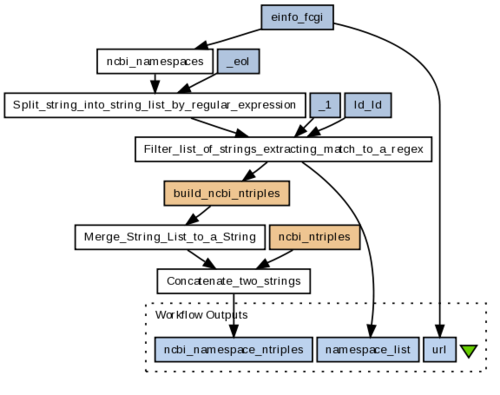 einfo_fcgi
ncbi_namespaces
_eol
Split_string_into_string_list_by_regular_expression
_1
ld_ld
Filter_list_of_strings_extracting_match_to_a_regex
build_ncbi_ntriples
Merge_String_List_to_a_String
ncbi_ntriples
Concatenate_two_strings
Workflow Outputs
ncbi_namespace_ntriples
namespace_list
url